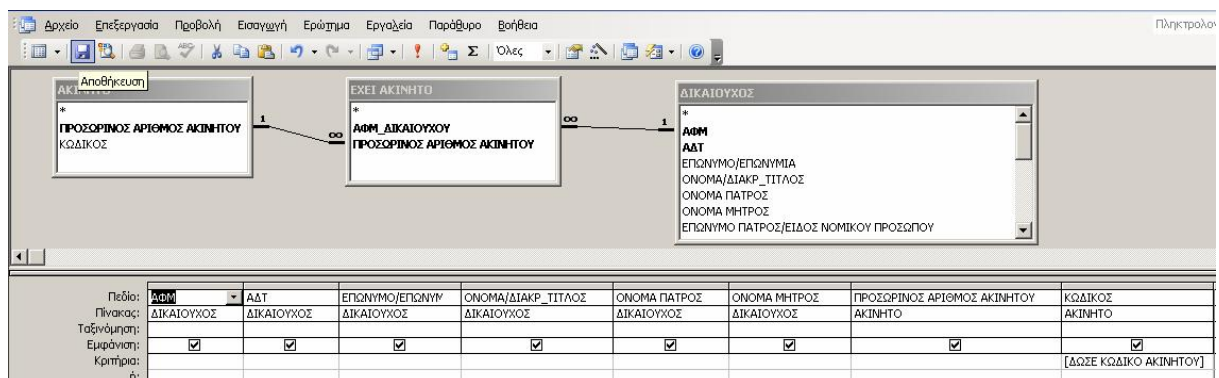 Αρχείο Επεξεργασία Προβολή Εισαγωγή Ερώτημα Εργαλεία Παράθυρο Βοήθεια Πληκτρολογ
Όλες
Αποθήκευση
ΕΧΕΙ ΑΚΙΝΗΤΟ
ΔΙΚΑΙΟΥΧΟΣ
*
ΠΡΟΣΩΡΙΝΟΣ ΑΡΙΘΜΟΣ ΑΚΙΝΗΤΟΥ
ΚΩΔΙΚΟΣ
1
∞
*
ΑΦΜ_ΔΙΚΑΙΟΥΧΟΥ
ΠΡΟΣΩΡΙΝΟΣ ΑΡΙΘΜΟΣ ΑΚΙΝΗΤΟΥ
∞
1
*
ΑΦΜ
ΑΔΤ
ΕΠΩΝΥΜΟ/ΕΠΩΝΥΜΙΑ
ΟΝΟΜΑ/ΔΙΑΚΡ_ΤΙΤΛΟΣ
ΟΝΟΜΑ ΠΑΤΡΟΣ
ΟΝΟΜΑ ΜΗΤΡΟΣ
ΕΠΩΝΥΜΟ ΠΑΤΡΟΣ/ΕΙΔΟΣ ΝΟΜΙΚΟΥ ΠΡΟΣΩΠΟΥ
Πεδίο: ΑΦΜ ΑΔΤ ΕΠΩΝΥΜΟ/ΕΠΩΝΥΜ ΟΝΟΜΑ/ΔΙΑΚΡ_ΤΙΤΛΟΣ ΟΝΟΜΑ ΠΑΤΡΟΣ ΟΝΟΜΑ ΜΗΤΡΟΣ ΠΡΟΣΩΡΙΝΟΣ ΑΡΙΘΜΟΣ ΑΚΙΝΗΤΟΥ ΚΩΔΙΚΟΣ
Πίνακας: ΔΙΚΑΙΟΥΧΟΣ ΔΙΚΑΙΟΥΧΟΣ ΔΙΚΑΙΟΥΧΟΣ ΔΙΚΑΙΟΥΧΟΣ ΔΙΚΑΙΟΥΧΟΣ ΔΙΚΑΙΟΥΧΟΣ ΑΚΙΝΗΤΟ ΑΚΙΝΗΤΟ
Ταξινόμηση:
Εμφάνιση:
Κριτήρια: [ΔΩΣΕ ΚΩΔΙΚΟ ΑΚΙΝΗΤΟΥ]
ή: